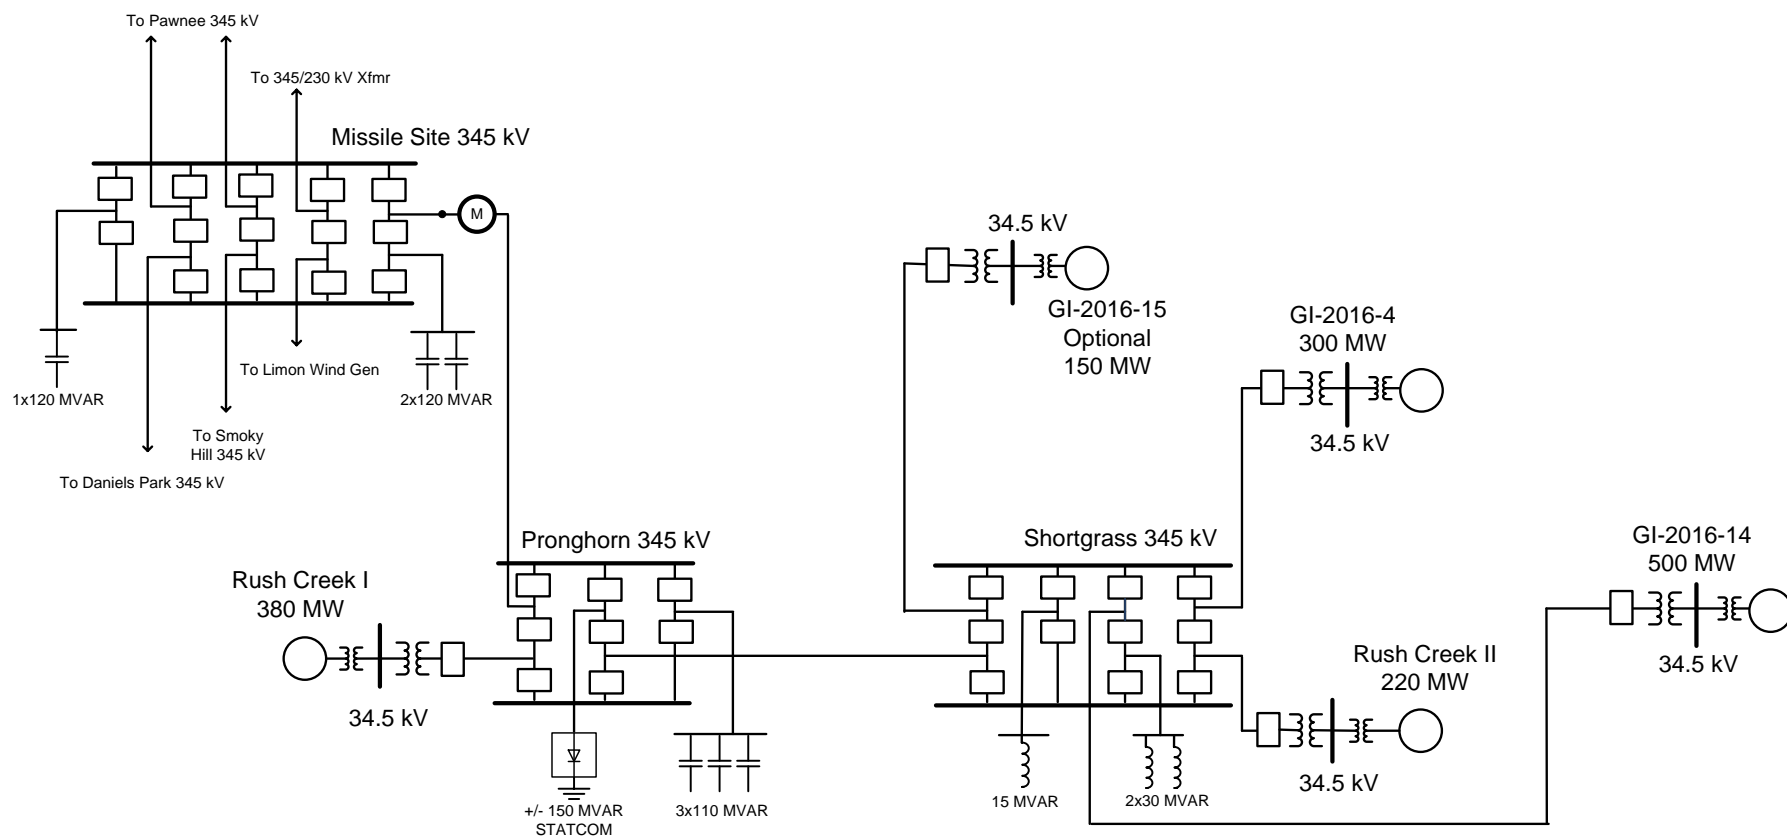 To Pawnee 345 kV
To 345/230 kV Xfmr
Missile Site 345 kV
M
To Limon Wind Gen
1x120 MVAR
2x120 MVAR
To Smoky
Hill 345 kV
To Daniels Park 345 kV
34.5 kV
GI-2016-15
Optional
150 MW
GI-2016-4
300 MW
34.5 kV
Pronghorn 345 kV
Shortgrass 345 kV
GI-2016-14
500 MW
34.5 kV
Rush Creek I
380 MW
34.5 kV
Rush Creek II
220 MW
34.5 kV
+/- 150 MVAR
STATCOM
3x110 MVAR
15 MVAR
2x30 MVAR